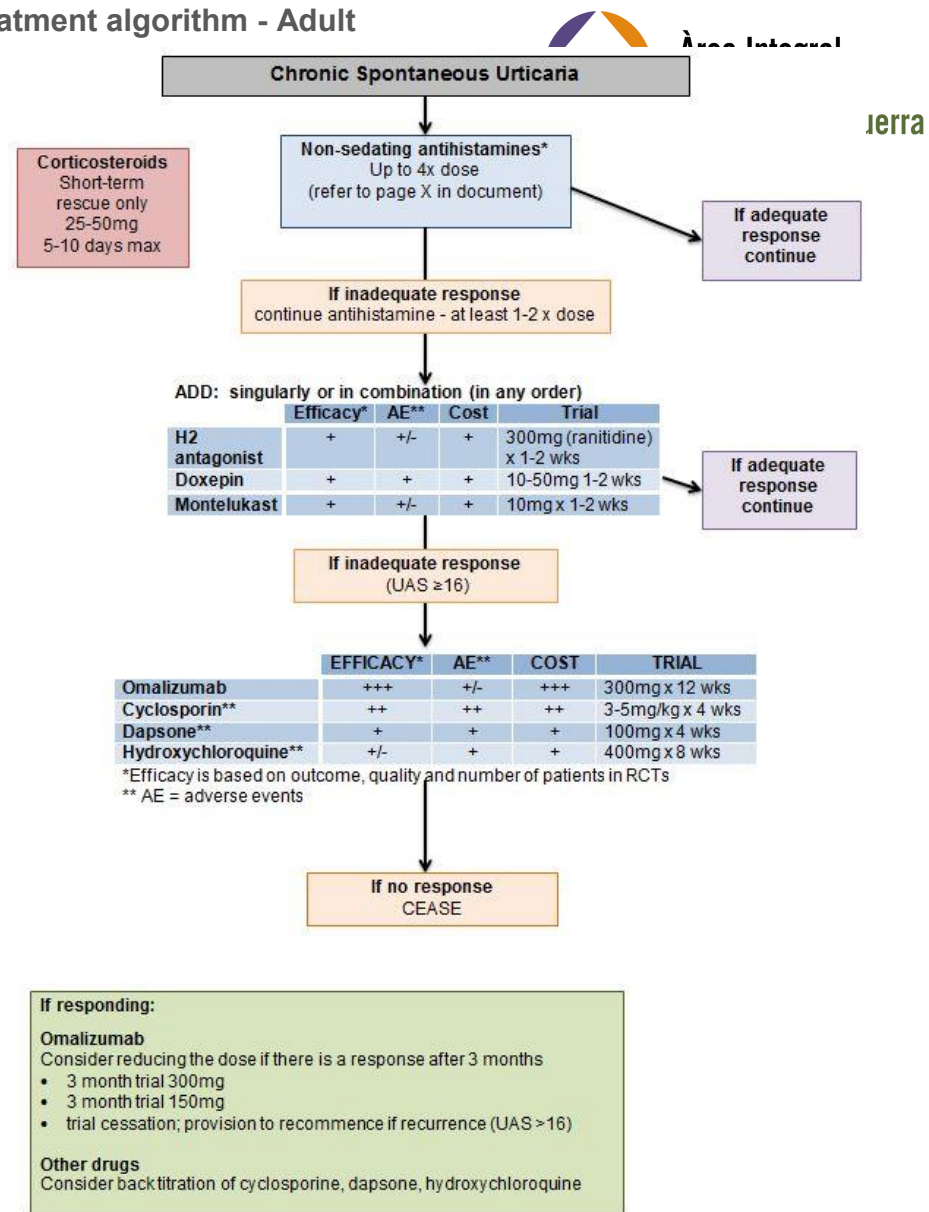 eatment algorithm - Adult
Chronic Spontaneous Urticaria
uerra
Corticosteroids
Short-term
rescue only
25-50mg
5-10 days max
Non-sedating antihistamines*
Up to 4x dose
(refer to page X in document)
If adequate
response
continue
If inadequate response
continue antihistamine - at least 1-2 x dose
ADD: singularly or in combination (in any order)
Efficacy* AE** Cost Trial
H2 antagonist + +/- + 300mg (ranitidine) x 1-2 wks
Doxepin + + + 10-50mg 1-2 wks
Montelukast + +/- + 10mg x 1-2 wks
If adequate
response
continue
If inadequate response
(UAS ≥16)
EFFICACY* AE** COST TRIAL
Omalizumab +++ +/- +++ 300mg x 12 wks
Cyclosporin** ++ ++ ++ 3-5mg/kg x 4 wks
Dapsone** + + + 100mg x 4 wks
Hydroxychloroquine** +/- + + 400mg x 8 wks
*Efficacy is based on outcome, quality and number of patients in RCTs
** AE = adverse events
If no response
CEASE
If responding:
Omalizumab
Consider reducing the dose if there is a response after 3 months
• 3 month trial 300mg
• 3 month trial 150mg
• trial cessation; provision to recommence if recurrence (UAS >16)
Other drugs
Consider back titration of cyclosporine, dapsone, hydroxychloroquine